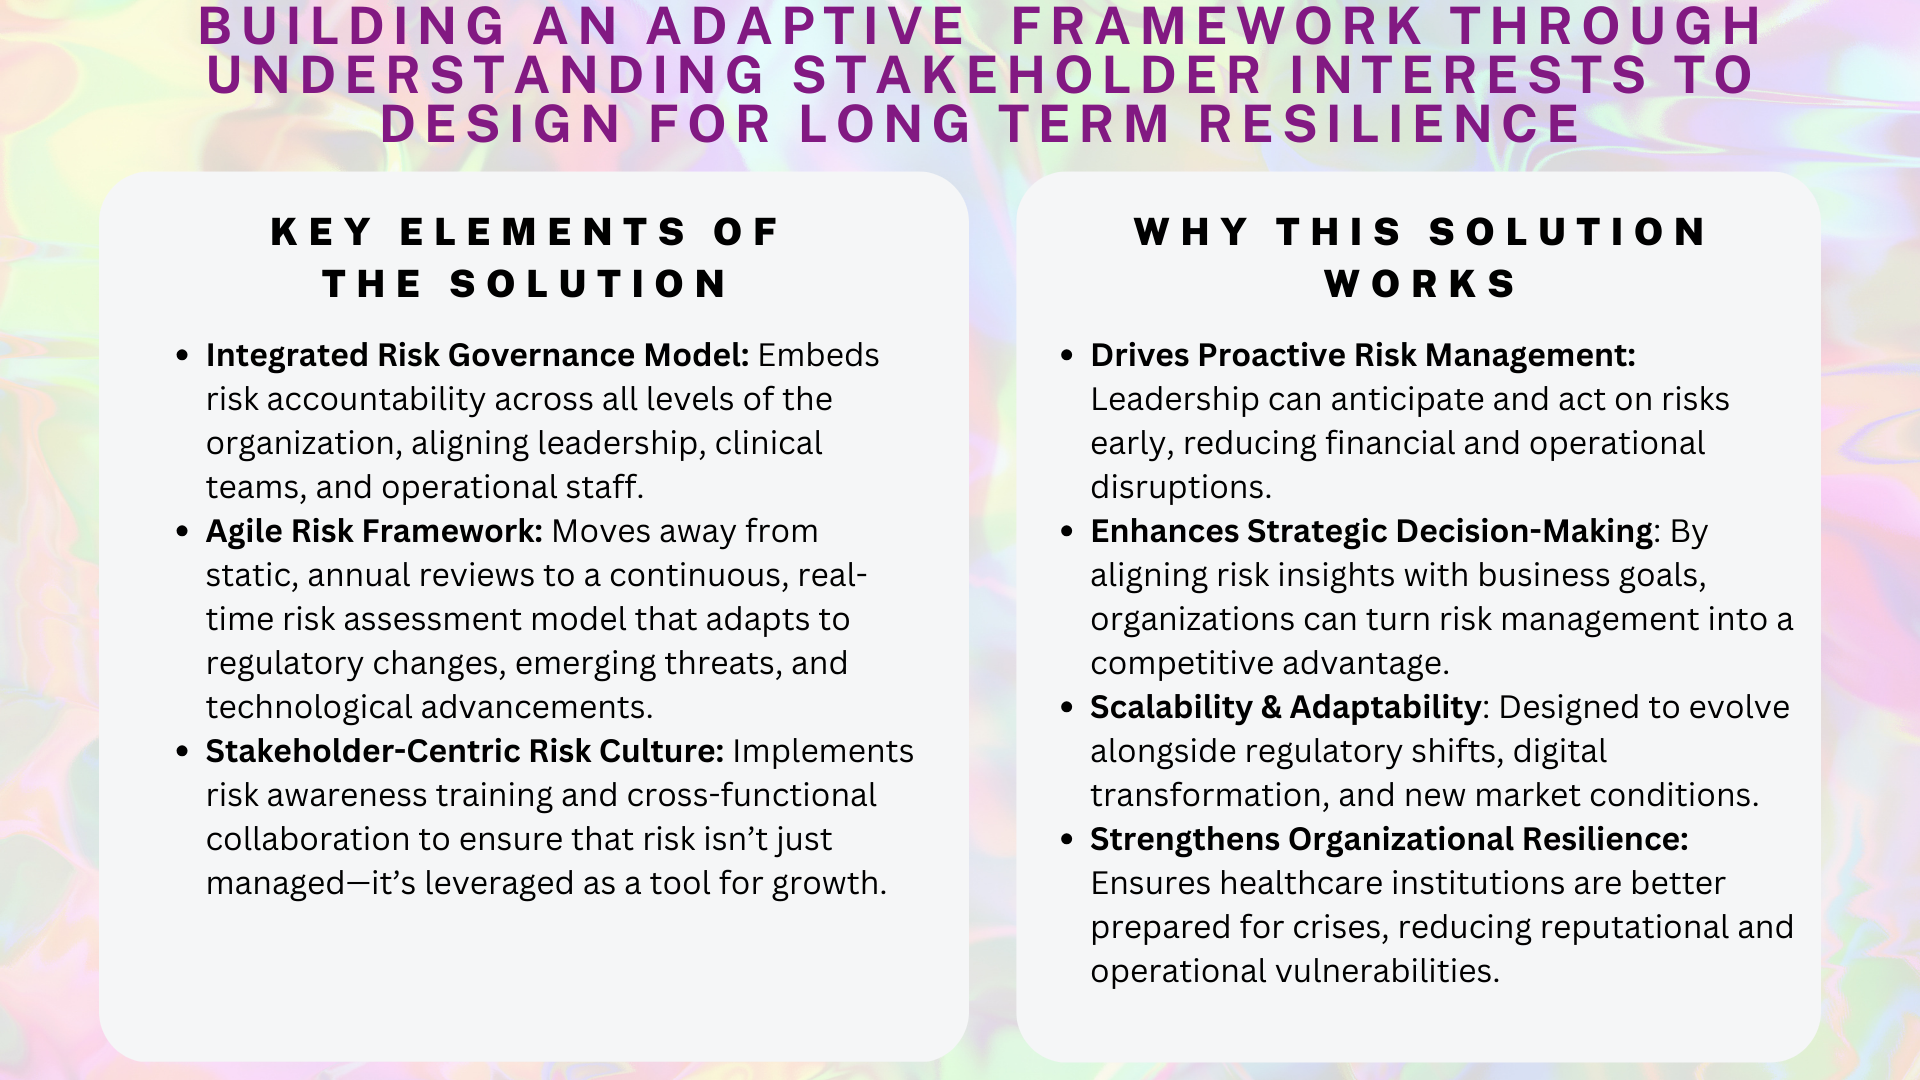 BUILDING AN ADAPTIVE FRAMEWORK THROUGH
UNDERSTANDING STAKEHOLDER INTERESTS TO
DESIGN FOR LONG TERM RESILIENCE
KEY ELEMENTS OF
THE SOLUTION
• Integrated Risk Governance Model: Embeds
risk accountability across all levels of the
organization, aligning leadership, clinical
teams, and operational staff.
• Agile Risk Framework: Moves away from
static, annual reviews to a continuous, real-
time risk assessment model that adapts to
regulatory changes, emerging threats, and
technological advancements.
• Stakeholder-Centric Risk Culture: Implements
risk awareness training and cross-functional
collaboration to ensure that risk isn’t just
managed—it’s leveraged as a tool for growth.
WHY THIS SOLUTION
WORKS
• Drives Proactive Risk Management:
Leadership can anticipate and act on risks
early, reducing financial and operational
disruptions.
• Enhances Strategic Decision-Making: By
aligning risk insights with business goals,
organizations can turn risk management into a
competitive advantage.
• Scalability & Adaptability: Designed to evolve
alongside regulatory shifts, digital
transformation, and new market conditions.
• Strengthens Organizational Resilience:
Ensures healthcare institutions are better
prepared for crises, reducing reputational and
operational vulnerabilities.